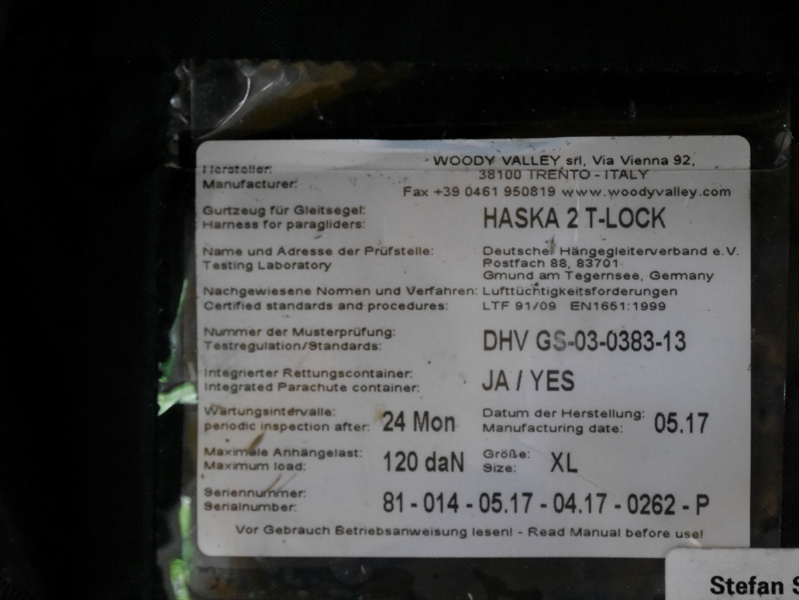 Hersteller: WOODY VALLEY srl, Via Vienna 92,
Manufacturer: 38100 TRENTO - ITALY
Fax +39 0461 950819 www.woodyvalley.com
Gurtzeug für Gleitsegel:
Harness for paragliders: HASKA 2 T-LOCK
Name und Adresse der Prüfstelle: Deutscher Hängegleiterverband e.V.
Testing Laboratory Postfach 88, 83701
Gmund am Tegernsee, Germany
Nachgewiesene Normen und Verfahren: Lufttüchtigkeitsforderungen
Certified standards and procedures: LTF 91/09 EN1651:1999
Nummer der Musterprüfung:
Testregulation/Standards: DHV GS-03-0383-13
Integrierter Rettungscontainer:
Integrated Parachute container: JA / YES
Wartungsintervalle: Datum der Herstellung:
periodic inspection after: 24 Mon Manufacturing date: 05.17
Maximale Anhängelast: Größe:
Maximum load: 120 daN Size: XL
Seriennummer:
Serialnumber: 81 - 014 - 05.17 - 04.17 - 0262 - P
Vor Gebrauch Betriebsanweisung lesen! - Read Manual before use!
Stefan S